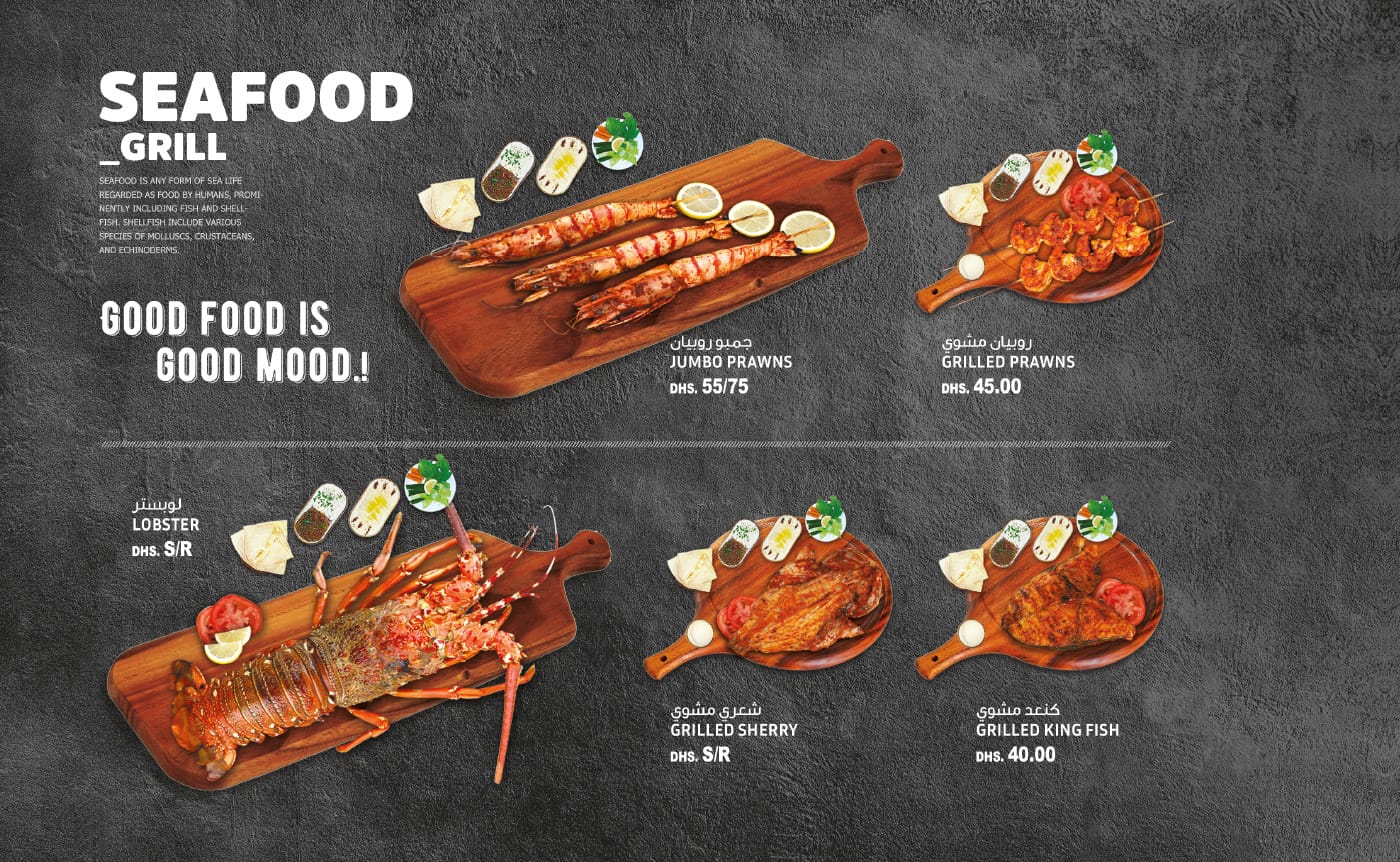 SEAFOOD
_GRILL
SEAFOOD IS ANY FORM OF SEA LIFE
REGARDED AS FOOD BY HUMANS, PROMI-
NENTLY INCLUDING FISH AND SHELL-
FISH. SHELLFISH INCLUDE VARIOUS
SPECIES OF MOLLUSCS, CRUSTACEANS,
AND ECHINODERMS.
GOOD FOOD IS
GOOD MOOD.!
جمبو روبيان
JUMBO PRAWNS
DHS. 55/75
روبيان مشوي
GRILLED PRAWNS
DHS. 45.00
لوبستر
LOBSTER
DHS. S/R
شعري مشوي
GRILLED SHERRY
DHS. S/R
كنعد مشوي
GRILLED KING FISH
DHS. 40.00